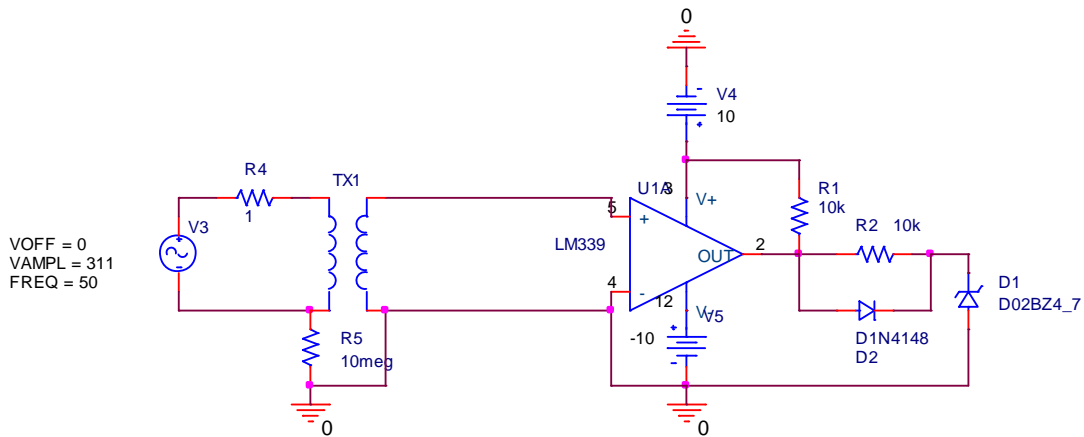 0
V4
10
R4
1
TX1
U1A
3
V+
5
+
R1
10k
R2 10k
V3
VOFF = 0
VAMPL = 311
FREQ = 50
LM339
OUT
2
4
-
12
V-
V5
-10
D1
D02BZ4_7
R5
10meg
D1N4148
D2
0
0